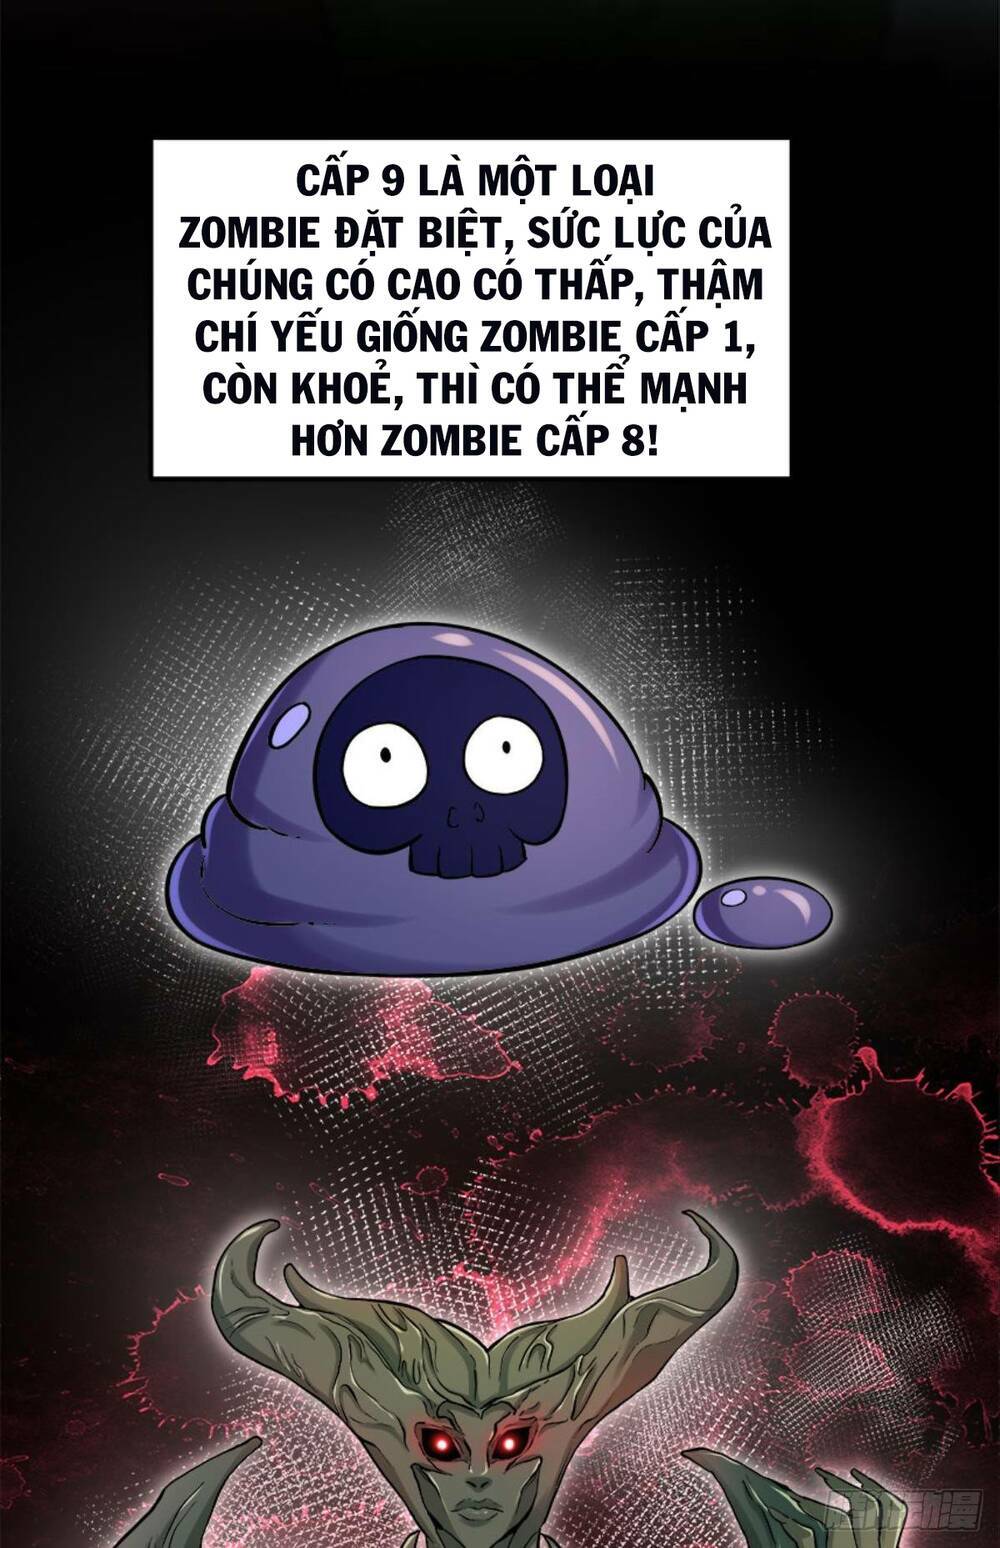 CẤP 9 LÀ MỘT LOẠI
ZOMBIE ĐẶT BIỆT, SỨC LỰC CỦA
CHÚNG CÓ CAO CÓ THẤP, THẬM
CHÍ YẾU GIỐNG ZOMBIE CẤP 1,
CÒN KHOẺ, THÌ CÓ THỂ MẠNH
HƠN ZOMBIE CẤP 8!